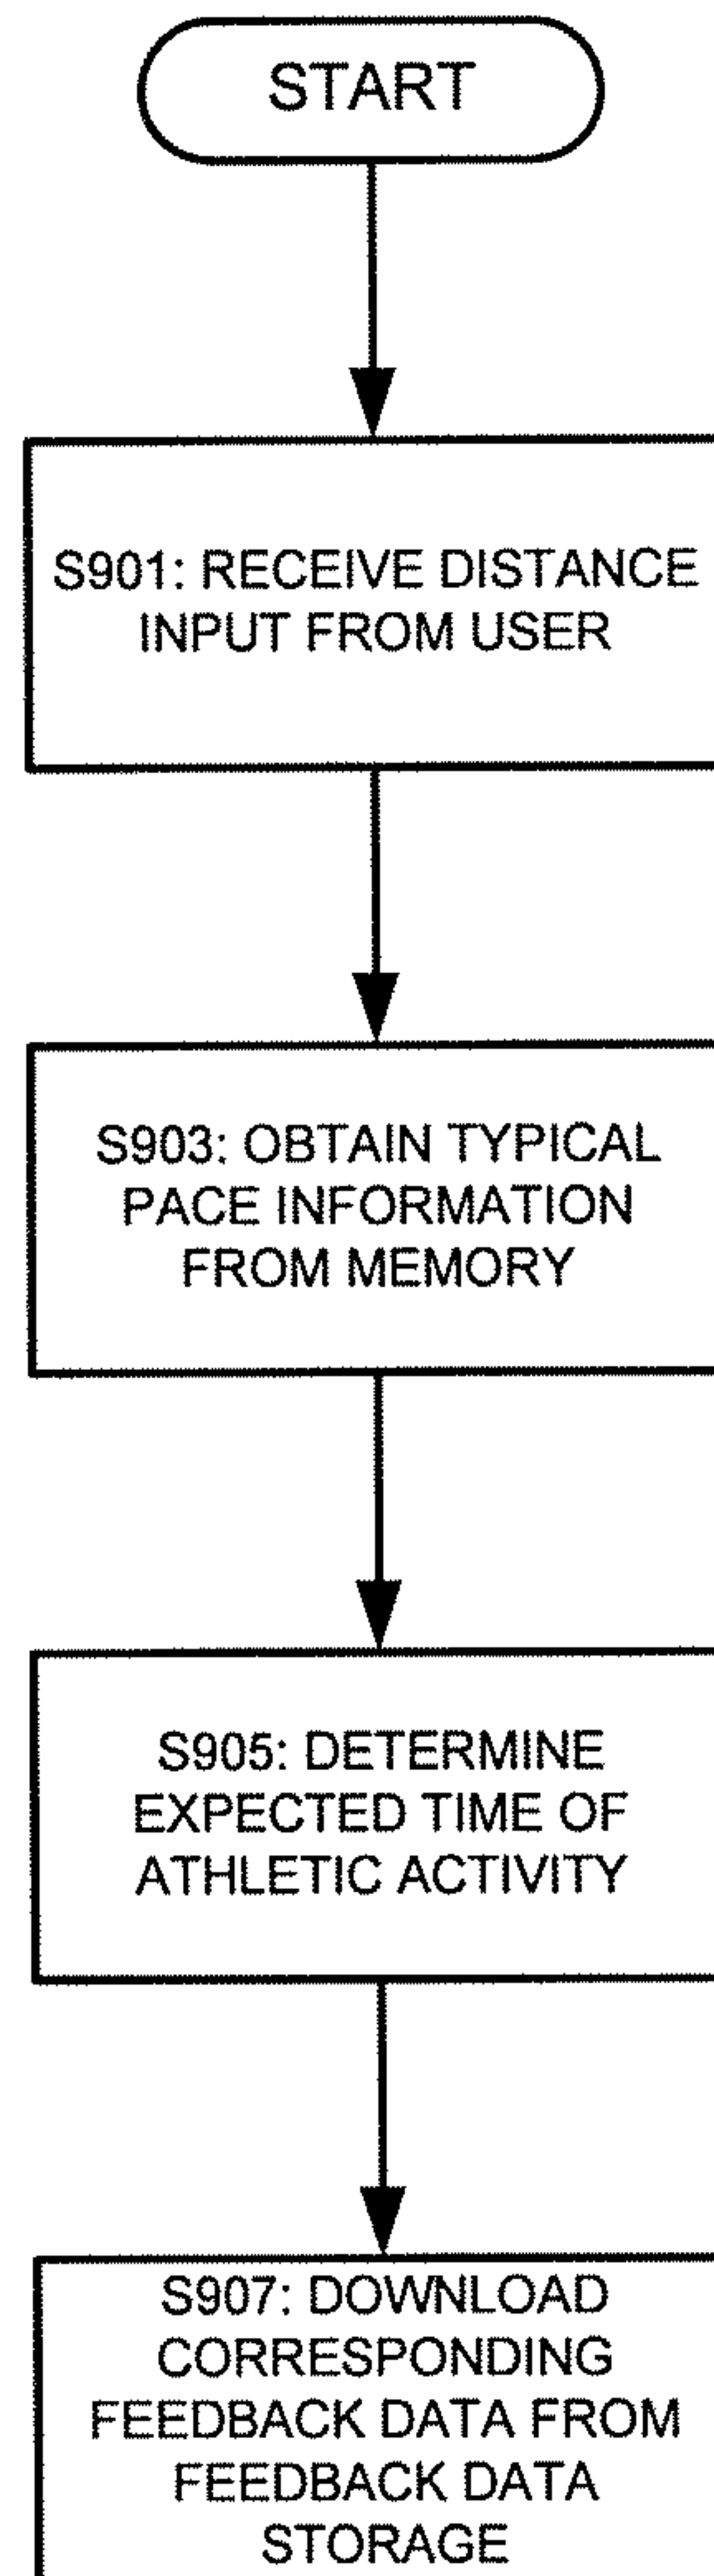 START
S901: RECEIVE DISTANCE
INPUT FROM USER
S903: OBTAIN TYPICAL
PACE INFORMATION
FROM MEMORY
S905: DETERMINE
EXPECTED TIME OF
ATHLETIC ACTIVITY
S907: DOWNLOAD
CORRESPONDING
FEEDBACK DATA FROM
FEEDBACK DATA
STORAGE